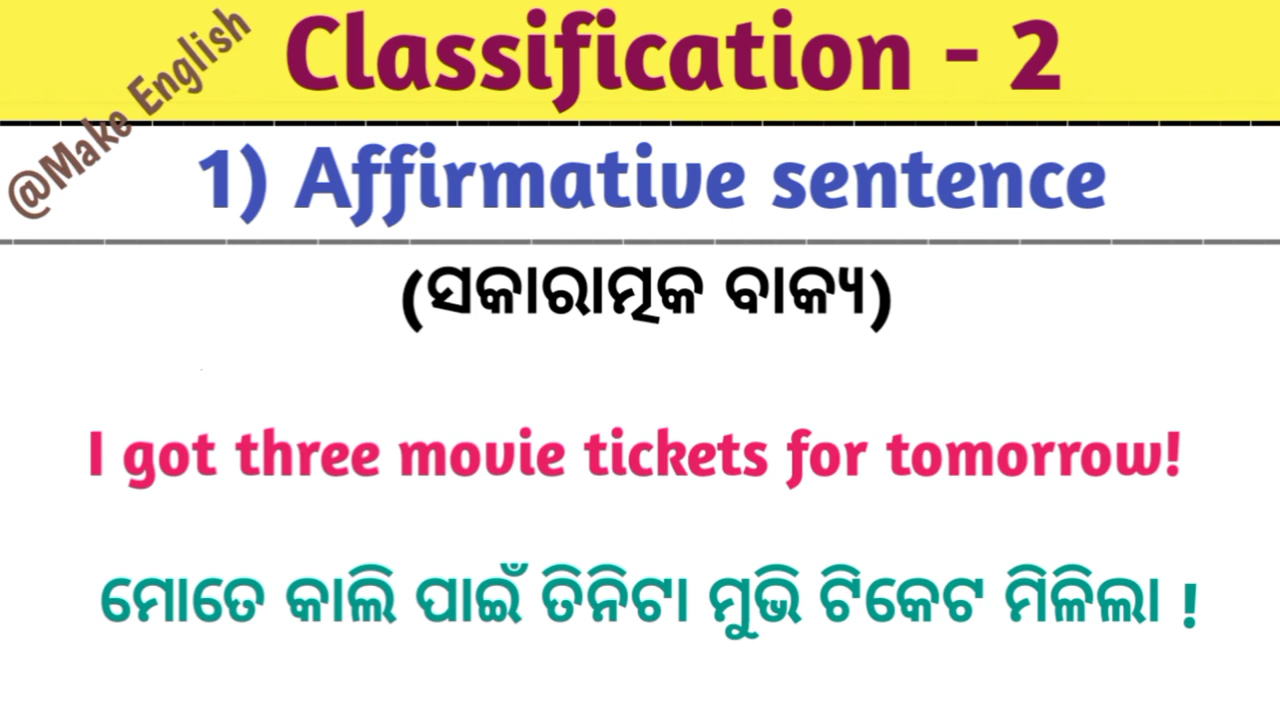 @Make English
Classification - 2
1) Affirmative sentence
(ସକାରାତ୍ମକ ବାକ୍ୟ)
I got three movie tickets for tomorrow!
ମୋତେ କାଲି ପାଇଁ ତିନିଟା ମୁଭି ଟିକେଟ ମିଳିଲା !